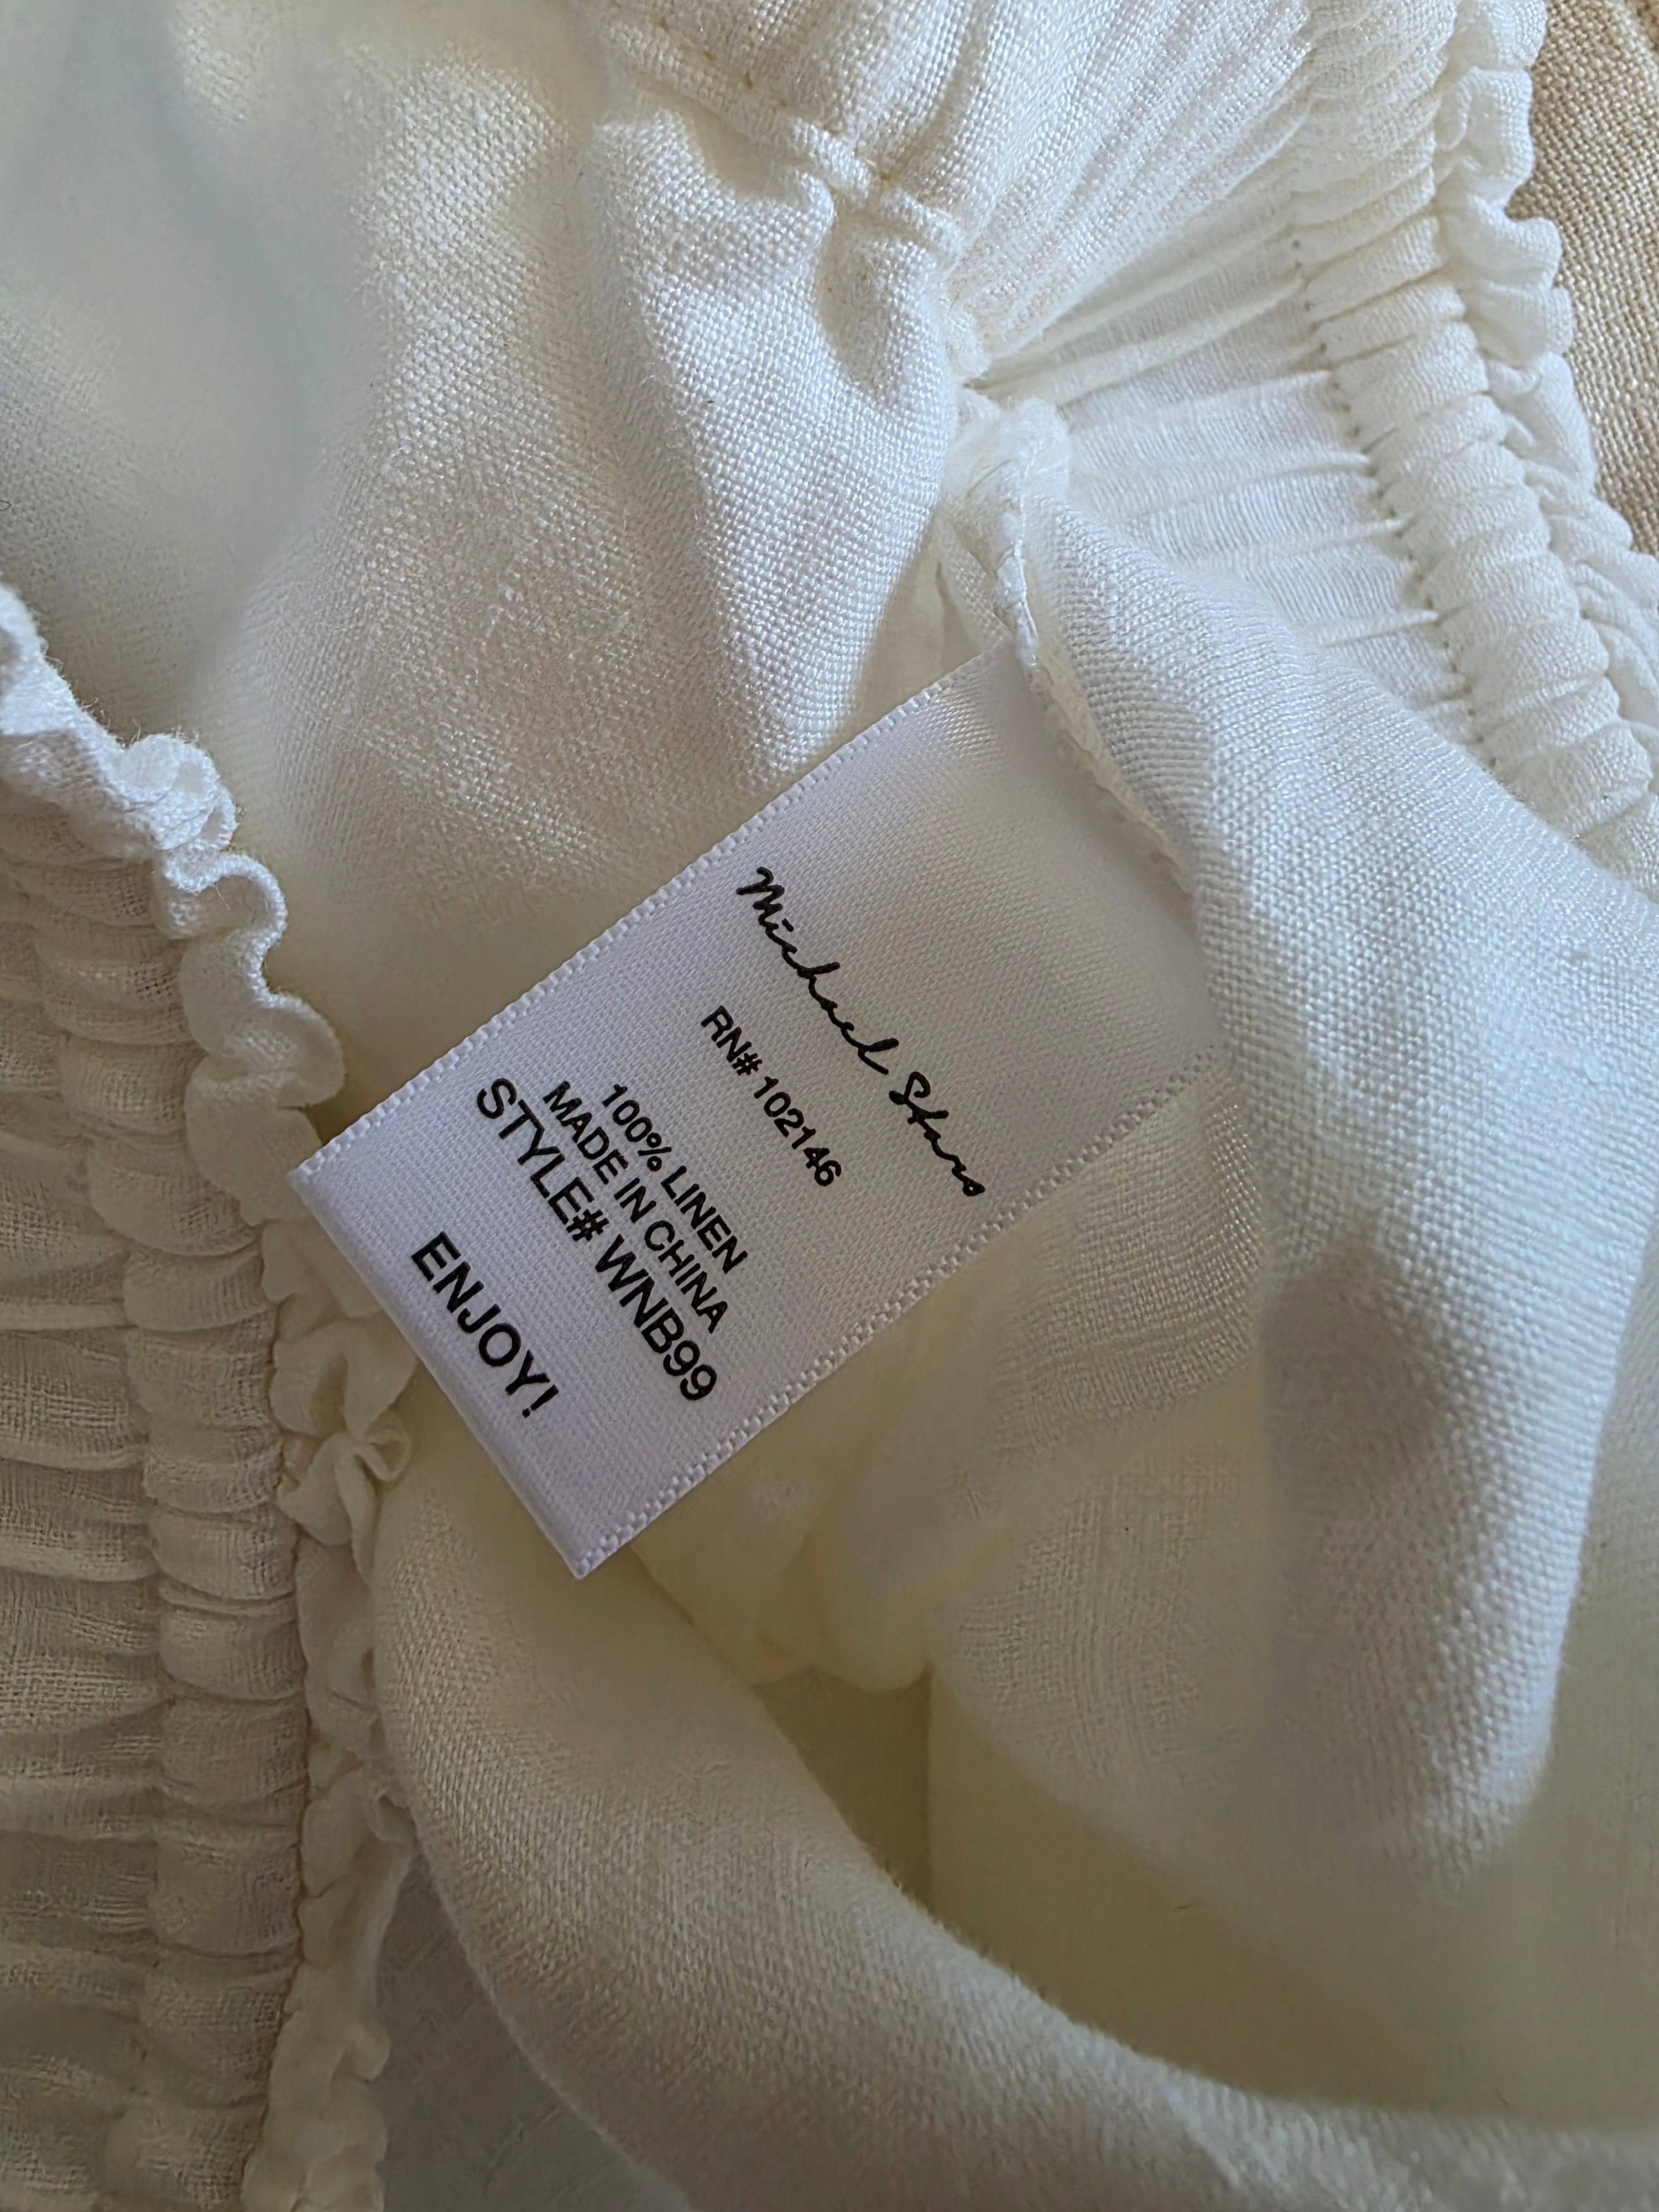 Michael Stars
RN# 102146
100% LINEN
MADE IN CHINA
STYLE# WNB99
ENJOY!